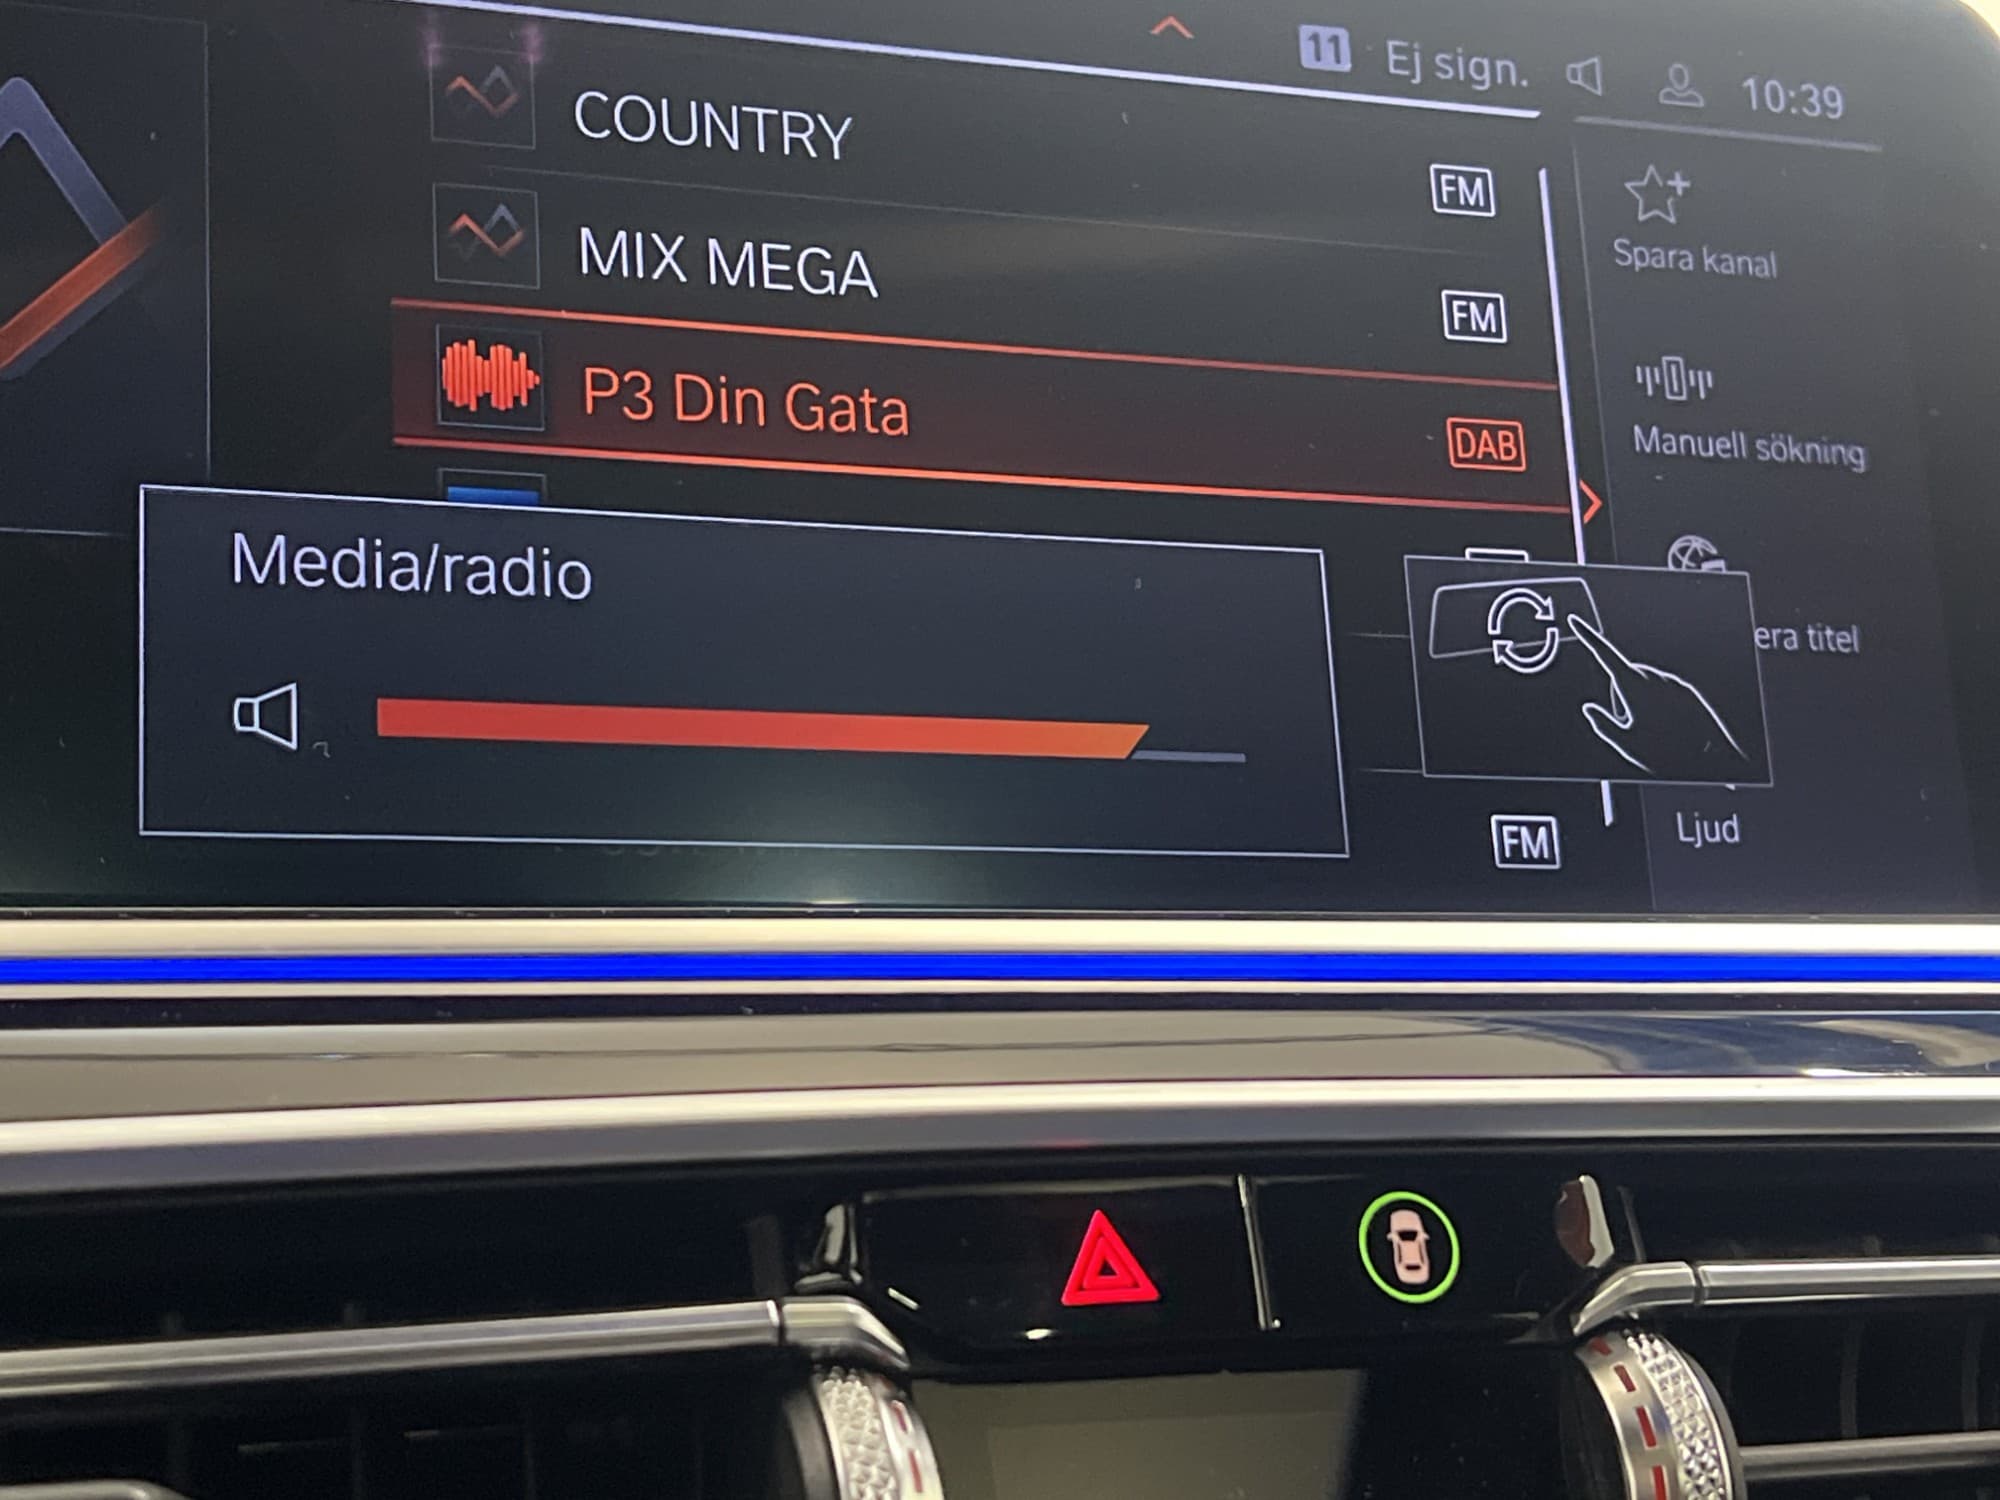 11 Ej sign. 10:39
COUNTRY
FM
Spara kanal
MIX MEGA
FM
P3 Din Gata
DAB
Manuell sökning
Media/radio
era titel
FM
Ljud